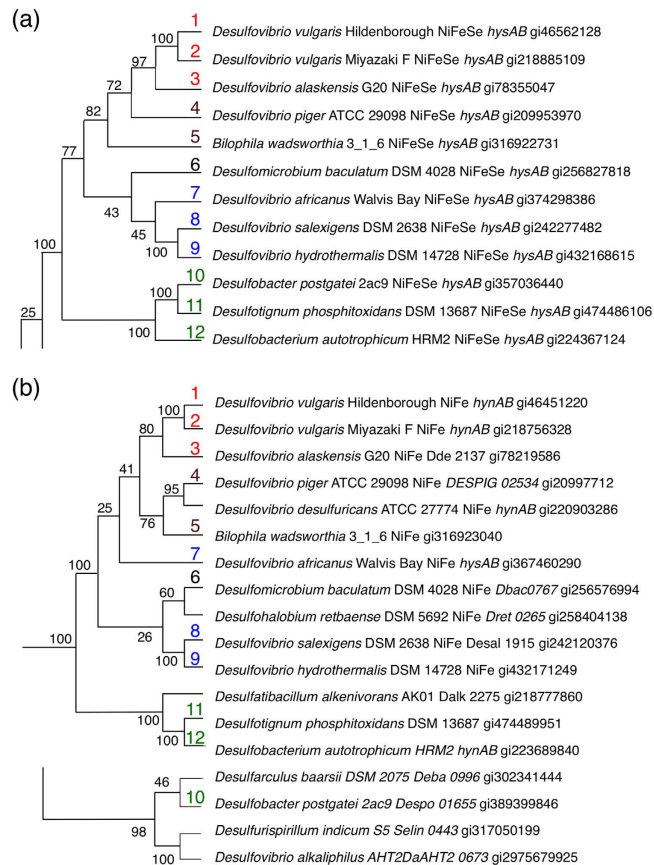 (a)
1
100
Desulfovibrio vulgaris Hildenborough NiFeSe hysAB gi46562128
2
97
Desulfovibrio vulgaris Miyazaki F NiFeSe hysAB gi218885109
3
72
Desulfovibrio alaskensis G20 NiFeSe hysAB gi78355047
4
82
Desulfovibrio piger ATCC 29098 NiFeSe hysAB gi209953970
5
77
Bilophila wadsworthia 3_1_6 NiFeSe hysAB gi316922731
6
Desulfomicrobium baculatum DSM 4028 NiFeSe hysAB gi256827818
7
43
Desulfovibrio africanus Walvis Bay NiFeSe hysAB gi374298386
8
45
Desulfovibrio salexigens DSM 2638 NiFeSe hysAB gi242277482
9
100
100
Desulfovibrio hydrothermalis DSM 14728 NiFeSe hysAB gi432168615
10
100
Desulfobacter postgatei 2ac9 NiFeSe hysAB gi357036440
11
25
Desulfotignum phosphitoxidans DSM 13687 NiFeSe hysAB gi474486106
12
100
Desulfobacterium autotrophicum HRM2 NiFeSe hysAB gi224367124
(b)
1
100
Desulfovibrio vulgaris Hildenborough NiFe hynAB gi46451220
2
80
Desulfovibrio vulgaris Miyazaki F NiFe hynAB gi218756328
3
41
Desulfovibrio alaskensis G20 NiFe Dde 2137 gi78219586
4
95
Desulfovibrio piger ATCC 29098 NiFe DESPIG 02534 gi20997712
25
76
Desulfovibrio desulfuricans ATCC 27774 NiFe hynAB gi220903286
5
Bilophila wadsworthia 3_1_6 NiFe gi316923040
7
100
Desulfovibrio africanus Walvis Bay NiFe hysAB gi367460290
6
60
Desulfomicrobium baculatum DSM 4028 NiFe Dbac0767 gi256576994
Desulfohalobium retbaense DSM 5692 NiFe Dret 0265 gi258404138
8
100
26
Desulfovibrio salexigens DSM 2638 NiFe Desal 1915 gi242120376
9
100
Desulfovibrio hydrothermalis DSM 14728 NiFe gi432171249
Desulfatibacillum alkenivorans AK01 Dalk 2275 gi218777860
11
100
Desulfotignum phosphitoxidans DSM 13687 gi474489951
12
100
Desulfobacterium autotrophicum HRM2 hynAB gi223689840
46
Desulfarculus baarsii DSM 2075 Deba 0996 gi302341444
10
Desulfobacter postgatei 2ac9 Despo 01655 gi389399846
98
Desulfurispirillum indicum S5 Selin 0443 gi317050199
100
Desulfovibrio alkaliphilus AHT2DaAHT2 0673 gi2975679925